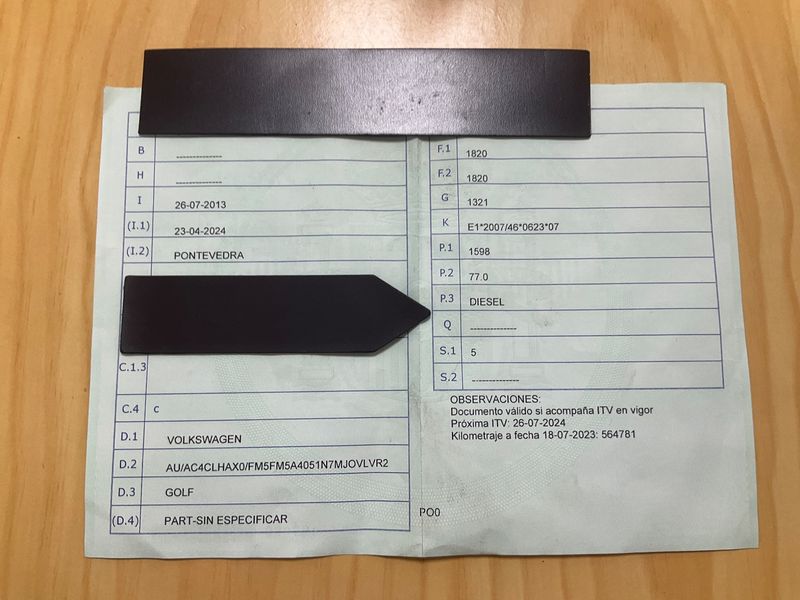 B --------------
H --------------
I 26-07-2013
(I.1) 23-04-2024
(I.2) PONTEVEDRA
C.1.3
C.4 c
D.1 VOLKSWAGEN
D.2 AU/AC4CLHAX0/FM5FM5A4051N7MJOVLVR2
D.3 GOLF
(D.4) PART-SIN ESPECIFICAR
F.1 1820
F.2 1820
G 1321
K E1*2007/46*0623*07
P.1 1598
P.2 77.0
P.3 DIESEL
Q --------------
S.1 5
S.2 --------------
OBSERVACIONES:
Documento válido si acompaña ITV en vigor
Próxima ITV: 26-07-2024
Kilometraje a fecha 18-07-2023: 564781
PO0